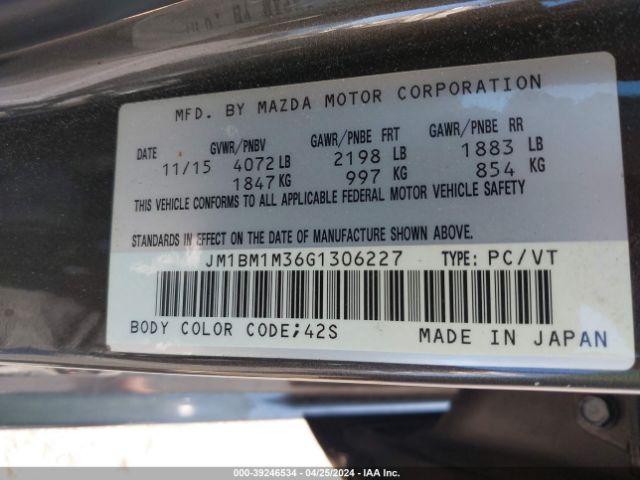 MFD. BY MAZDA MOTOR CORPORATION
DATE GVWR/PNBV GAWR/PNBE FRT GAWR/PNBE RR
11/15 4072 LB 2198 LB 1883 LB
1847 KG 997 KG 854 KG
THIS VEHICLE CONFORMS TO ALL APPLICABLE FEDERAL MOTOR VEHICLE SAFETY
STANDARDS IN EFFECT ON THE DATE OF MANUFACTURE SHOWN ABOVE.
JM1BM1M36G1306227 TYPE: PC/VT
BODY COLOR CODE;42S MADE IN JAPAN
000-39246534 - 04/25/2024 - IAA Inc.